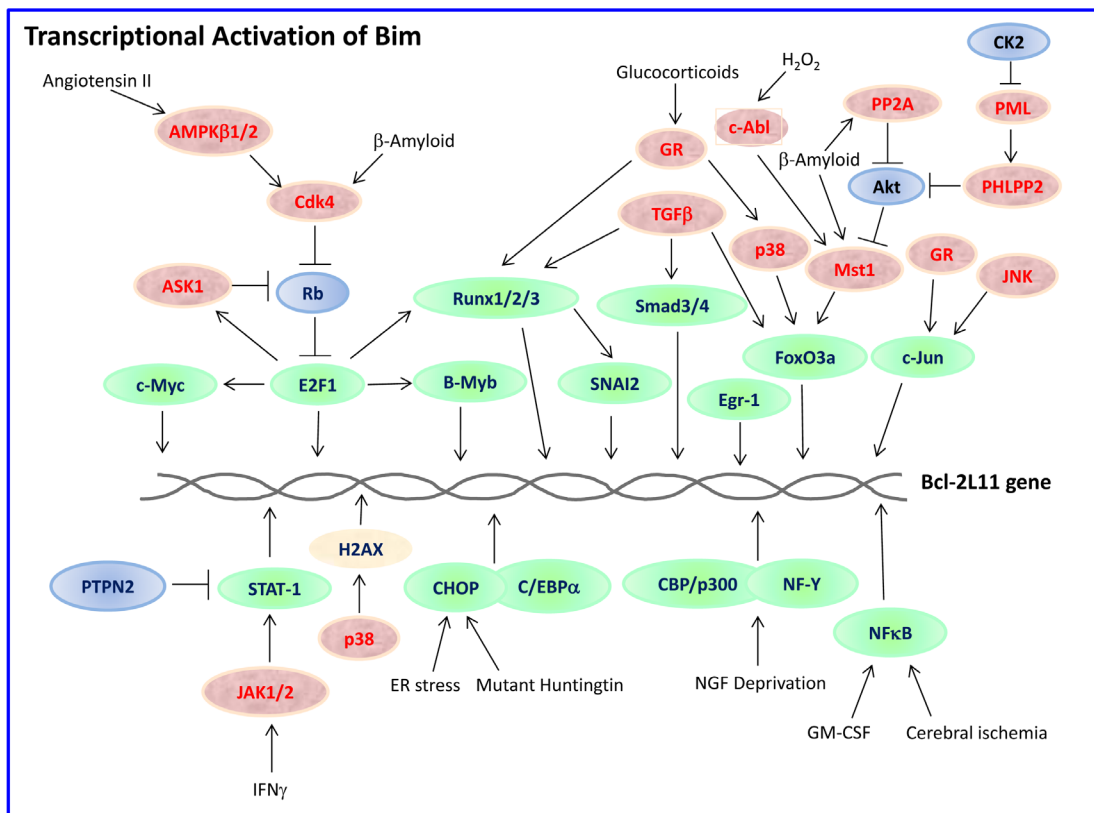 Transcriptional Activation of Bim
CK2
H₂O₂
Glucocorticoids
Angiotensin II
PP2A
PML
c-Abl
AMPKβ1/2
β-Amyloid
GR
β-Amyloid
Akt
PHLPP2
Cdk4
TGFβ
p38
GR
Mst1
JNK
ASK1
Rb
Runx1/2/3
Smad3/4
FoxO3a
c-Jun
c-Myc
E2F1
B-Myb
SNAI2
Egr-1
Bcl-2L11 gene
H2AX
PTPN2
STAT-1
CHOP
C/EBPα
CBP/p300
NF-Y
p38
NFκB
JAK1/2
ER stress
Mutant Huntingtin
NGF Deprivation
GM-CSF
Cerebral ischemia
IFNγ